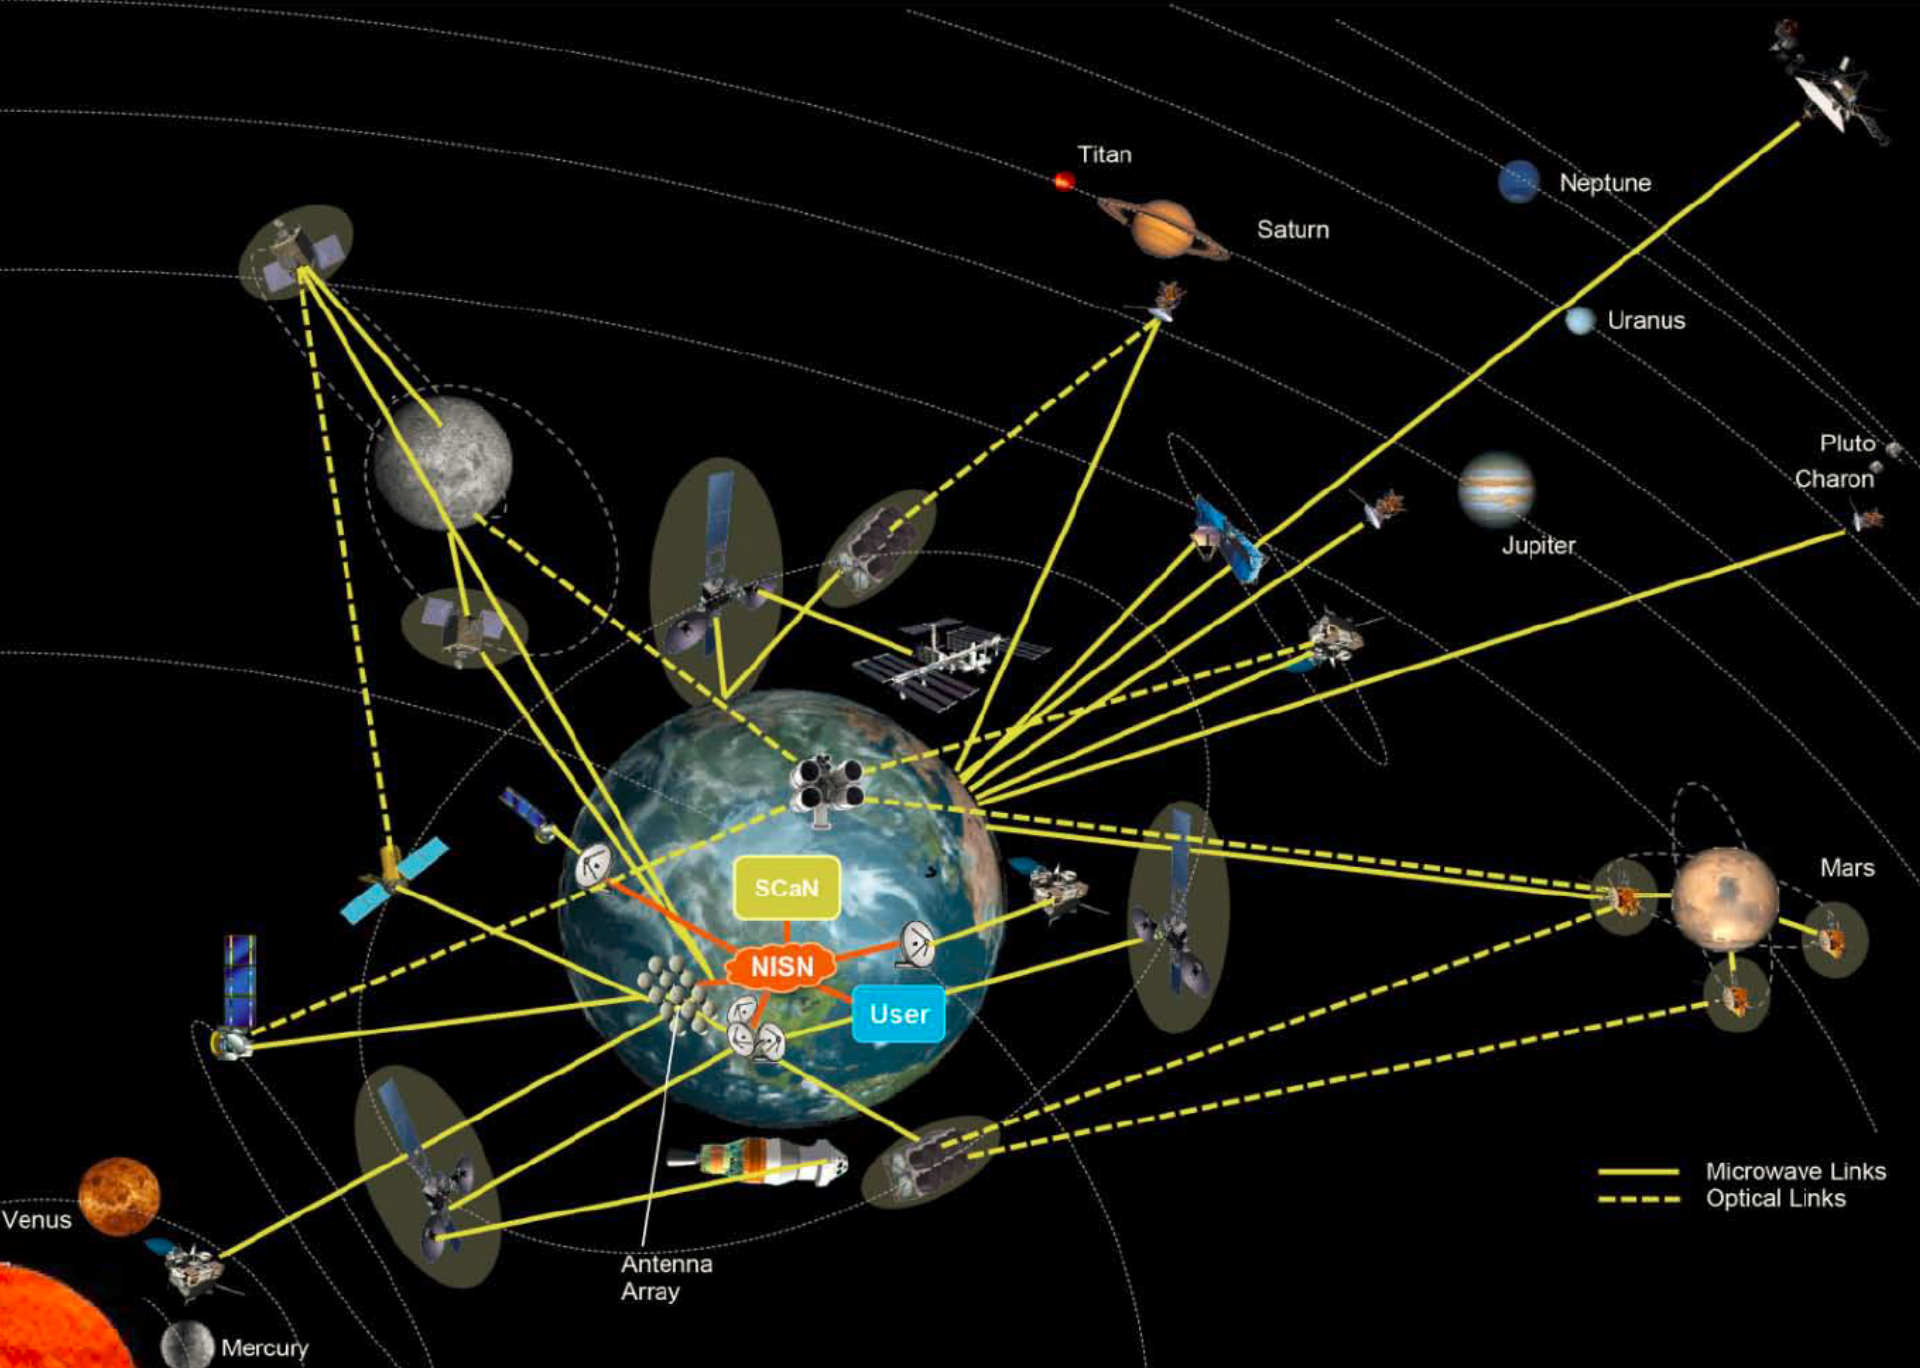 Titan
Neptune
Saturn
Uranus
Pluto
Charon
Jupiter
Mars
SCaN
NISN
User
Microwave Links
Optical Links
Venus
Antenna
Array
Mercury